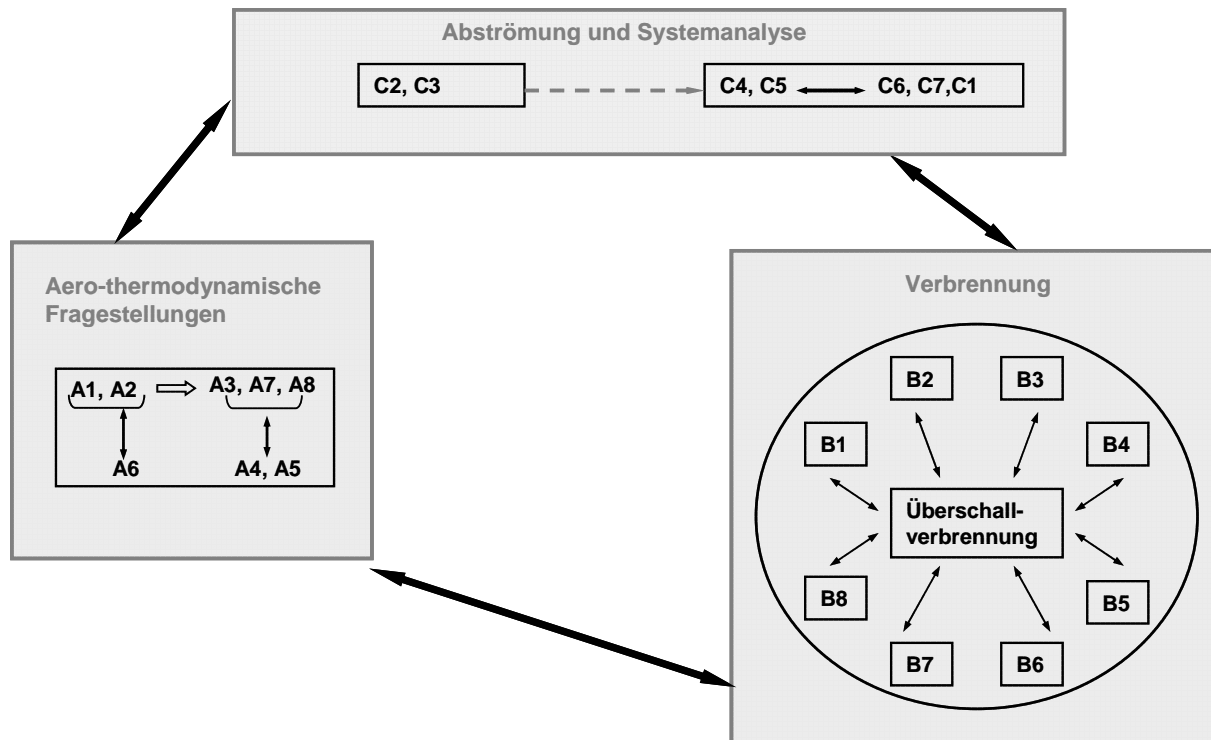 Abströmung und Systemanalyse
C2, C3
C4, C5
C6, C7,C1
Aero-thermodynamische
Fragestellungen
A1, A2
A3, A7, A8
A6
A4, A5
Verbrennung
B2
B3
B1
B4
Überschall-
verbrennung
B8
B5
B7
B6